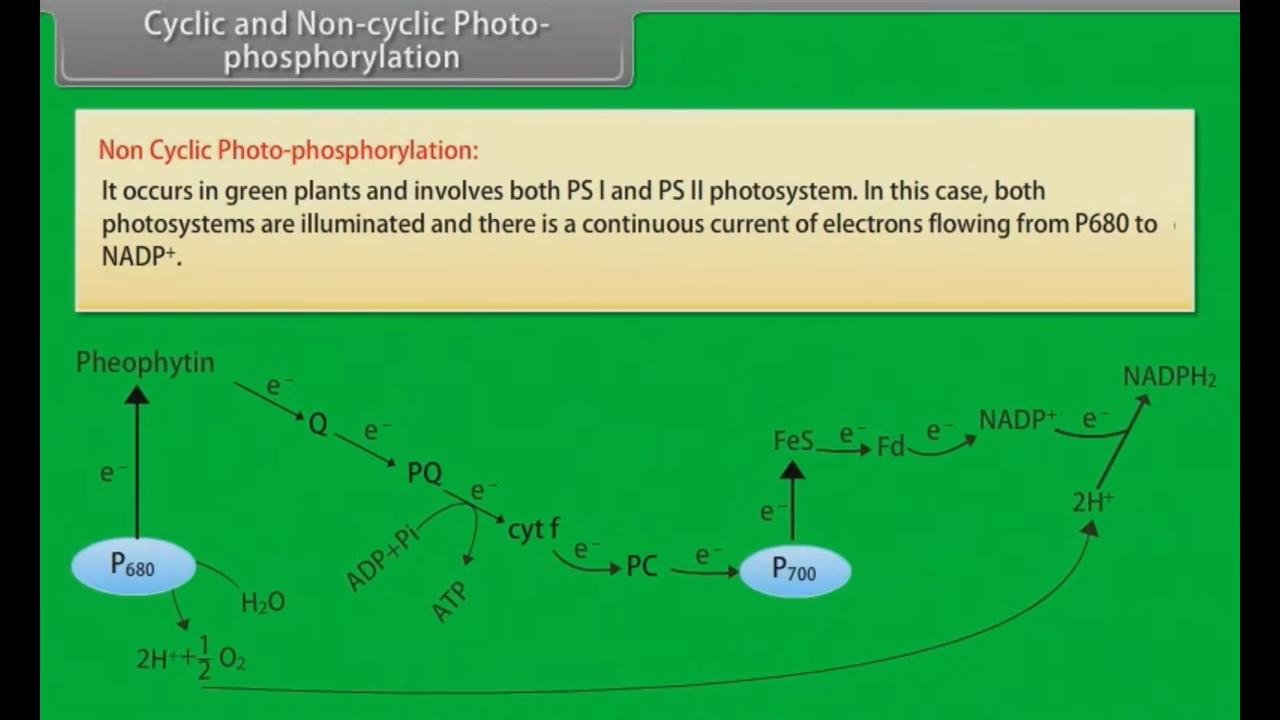 Cyclic and Non-cyclic Photo-
phosphorylation
Non Cyclic Photo-phosphorylation:
It occurs in green plants and involves both PS I and PS II photosystem. In this case, both
photosystems are illuminated and there is a continuous current of electrons flowing from P680 to
NADP⁺.
Pheophytin
e⁻
e⁻
Q
e⁻
PQ
e⁻
cyt f
ADP+Pi
ATP
e⁻
PC
e⁻
P₇₀₀
e⁻
FeS
e⁻
Fd
e⁻
NADP⁺
e⁻
NADPH₂
2H⁺
P₆₈₀
H₂O
2H⁺+½ O₂